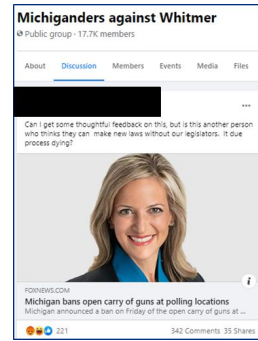 Michiganders against Whitmer
Public group · 17.7K members
About Discussion Members Events Media Files
Can I get some thoughtful feedback on this, but is this another person
who thinks they can make new laws without our legislators. It due
process dying?
FOXNEWS.COM
Michigan bans open carry of guns at polling locations
Michigan announced a ban on Friday of the open carry of guns at ...
221 342 Comments 35 Shares